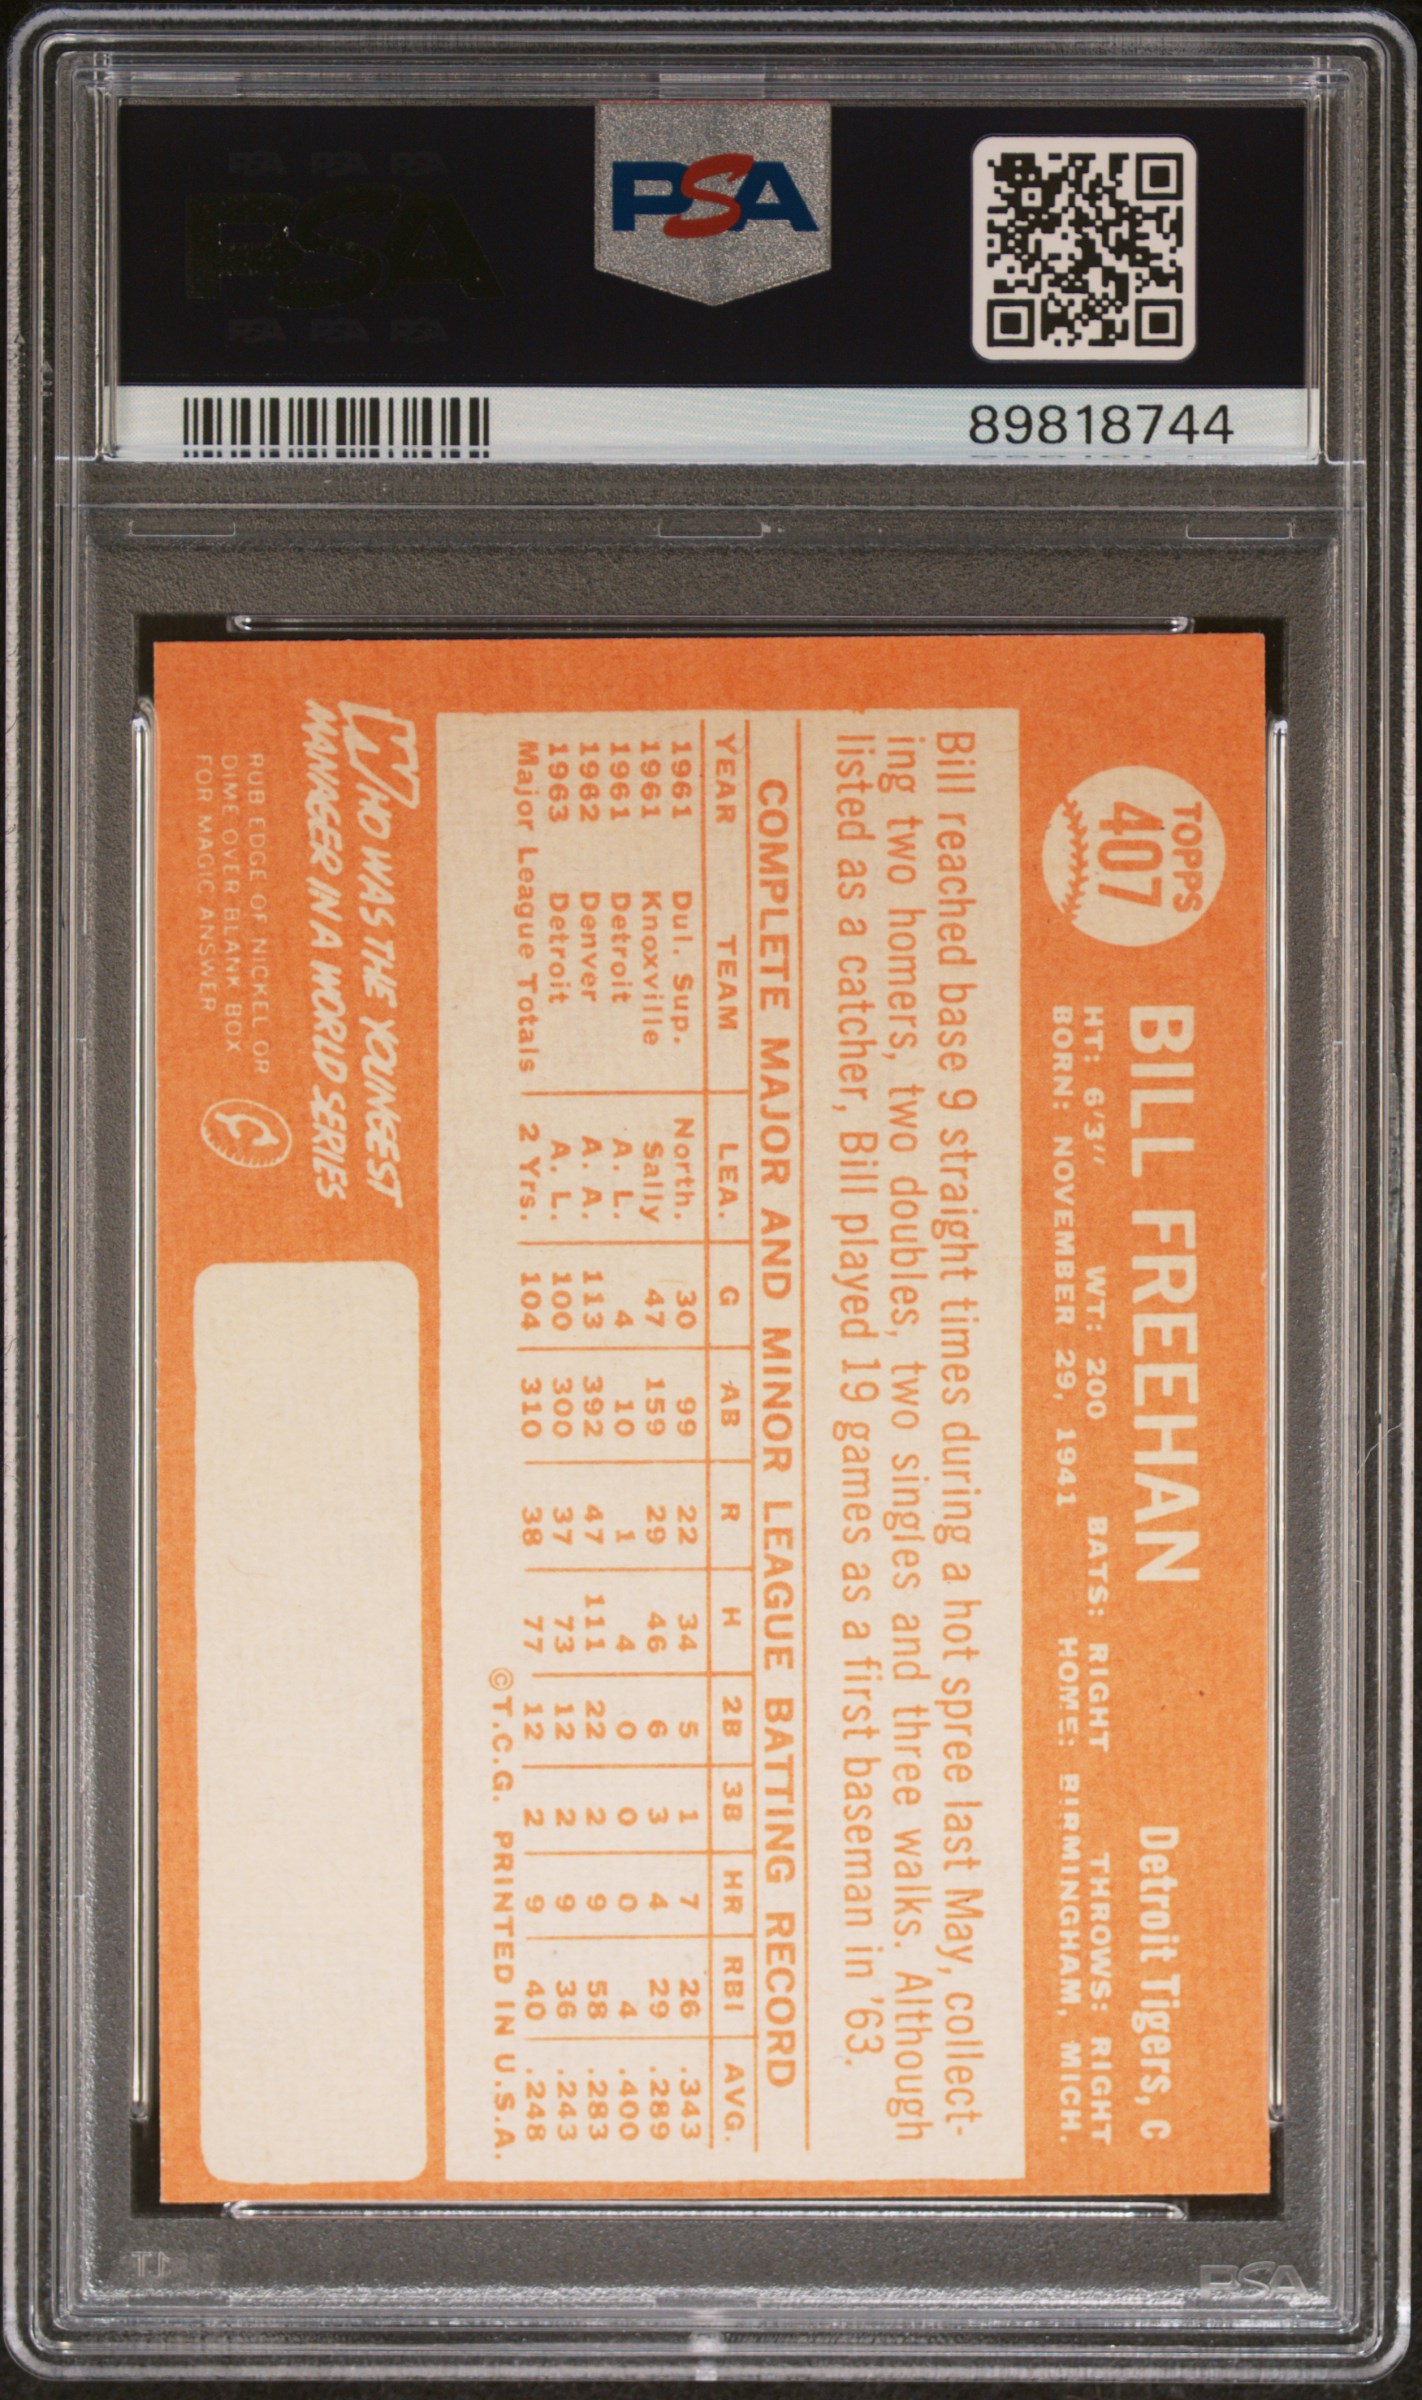 PSA PSA PSA
PSA
PSA PSA PSA
PSA
89818744
TOPPS
407
BILL FREEHAN
Detroit Tigers, C
HT: 6'3" WT: 200 BATS: RIGHT THROWS: RIGHT
BORN: NOVEMBER 29, 1941 HOME: BIRMINGHAM, MICH.
Bill reached base 9 straight times during a hot spree last May, collect-
ing two homers, two doubles, two singles and three walks. Although
listed as a catcher, Bill played 19 games as a first baseman in '63.
COMPLETE MAJOR AND MINOR LEAGUE BATTING RECORD
YEAR TEAM LEA. G AB R H 2B 3B HR RBI AVG.
1961 Dul. Sup. North. 30 99 22 34 5 1 7 26 .343
1961 Knoxville Sally 47 159 29 46 6 3 4 29 .289
1961 Detroit A. L. 4 10 1 4 0 0 0 4 .400
1962 Denver A. A. 113 392 47 111 22 2 9 58 .283
1963 Detroit A. L. 100 300 37 73 12 2 9 36 .243
Major League Totals 2 Yrs. 104 310 38 77 12 2 9 40 .248
©T.C.G. PRINTED IN U.S.A.
WHO WAS THE YOUNGEST
MANAGER IN A WORLD SERIES
RUB EDGE OF NICKEL OR
DIME OVER BLANK BOX
FOR MAGIC ANSWER
PSA